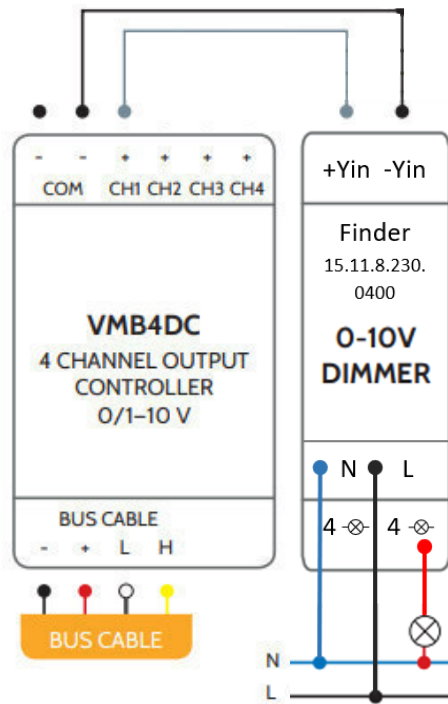 - - + + + +
COM CH1 CH2 CH3 CH4
VMB4DC
4 CHANNEL OUTPUT
CONTROLLER
0/1–10 V
BUS CABLE
- + L H
BUS CABLE
+Yin -Yin
Finder
15.11.8.230.
0400
0-10V
DIMMER
N L
4 4
N
L